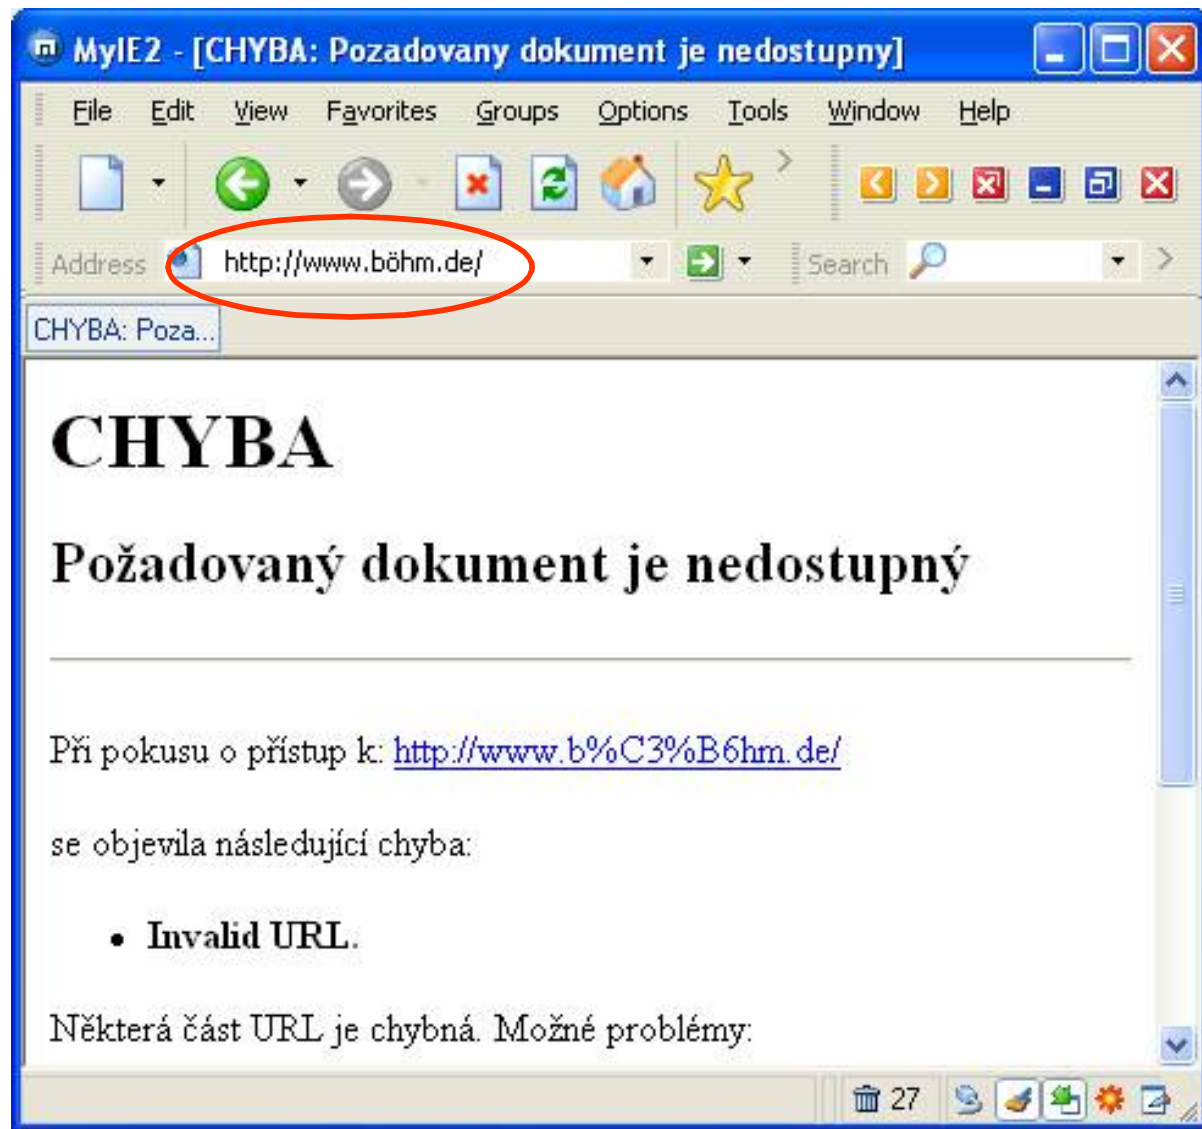 MyIE2 - [CHYBA: Pozadovany dokument je nedostupny]
File Edit View Favorites Groups Options Tools Window Help
Address http://www.böhm.de/ Search
CHYBA: Poza...
CHYBA
Požadovaný dokument je nedostupný
Při pokusu o přístup k: http://www.b%C3%B6hm.de/
se objevila následující chyba:
• Invalid URL.
Některá část URL je chybná. Možné problémy:
27